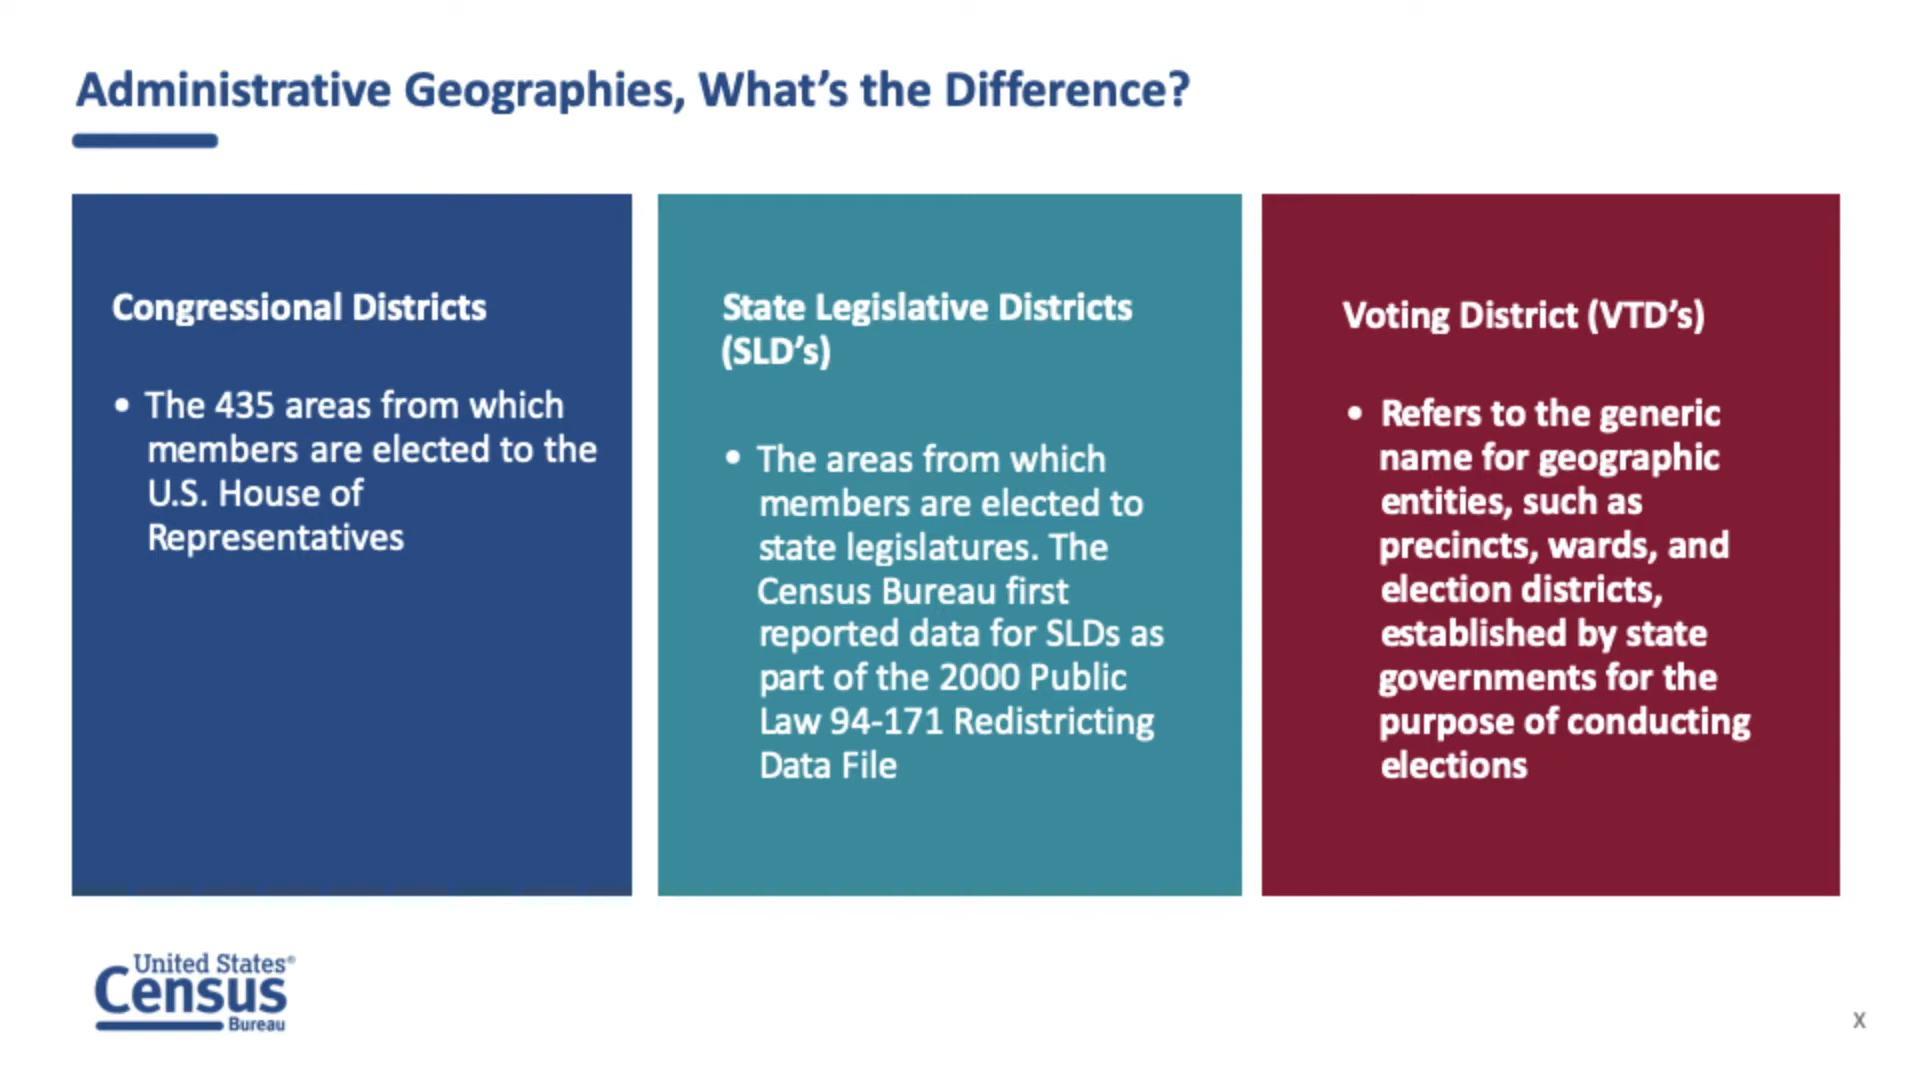 Administrative Geographies, What's the Difference?
Congressional Districts
• The 435 areas from which
members are elected to the
U.S. House of
Representatives
State Legislative Districts
(SLD's)
• The areas from which
members are elected to
state legislatures. The
Census Bureau first
reported data for SLDs as
part of the 2000 Public
Law 94-171 Redistricting
Data File
Voting District (VTD's)
• Refers to the generic
name for geographic
entities, such as
precincts, wards, and
election districts,
established by state
governments for the
purpose of conducting
elections
United States®
Census
Bureau
X